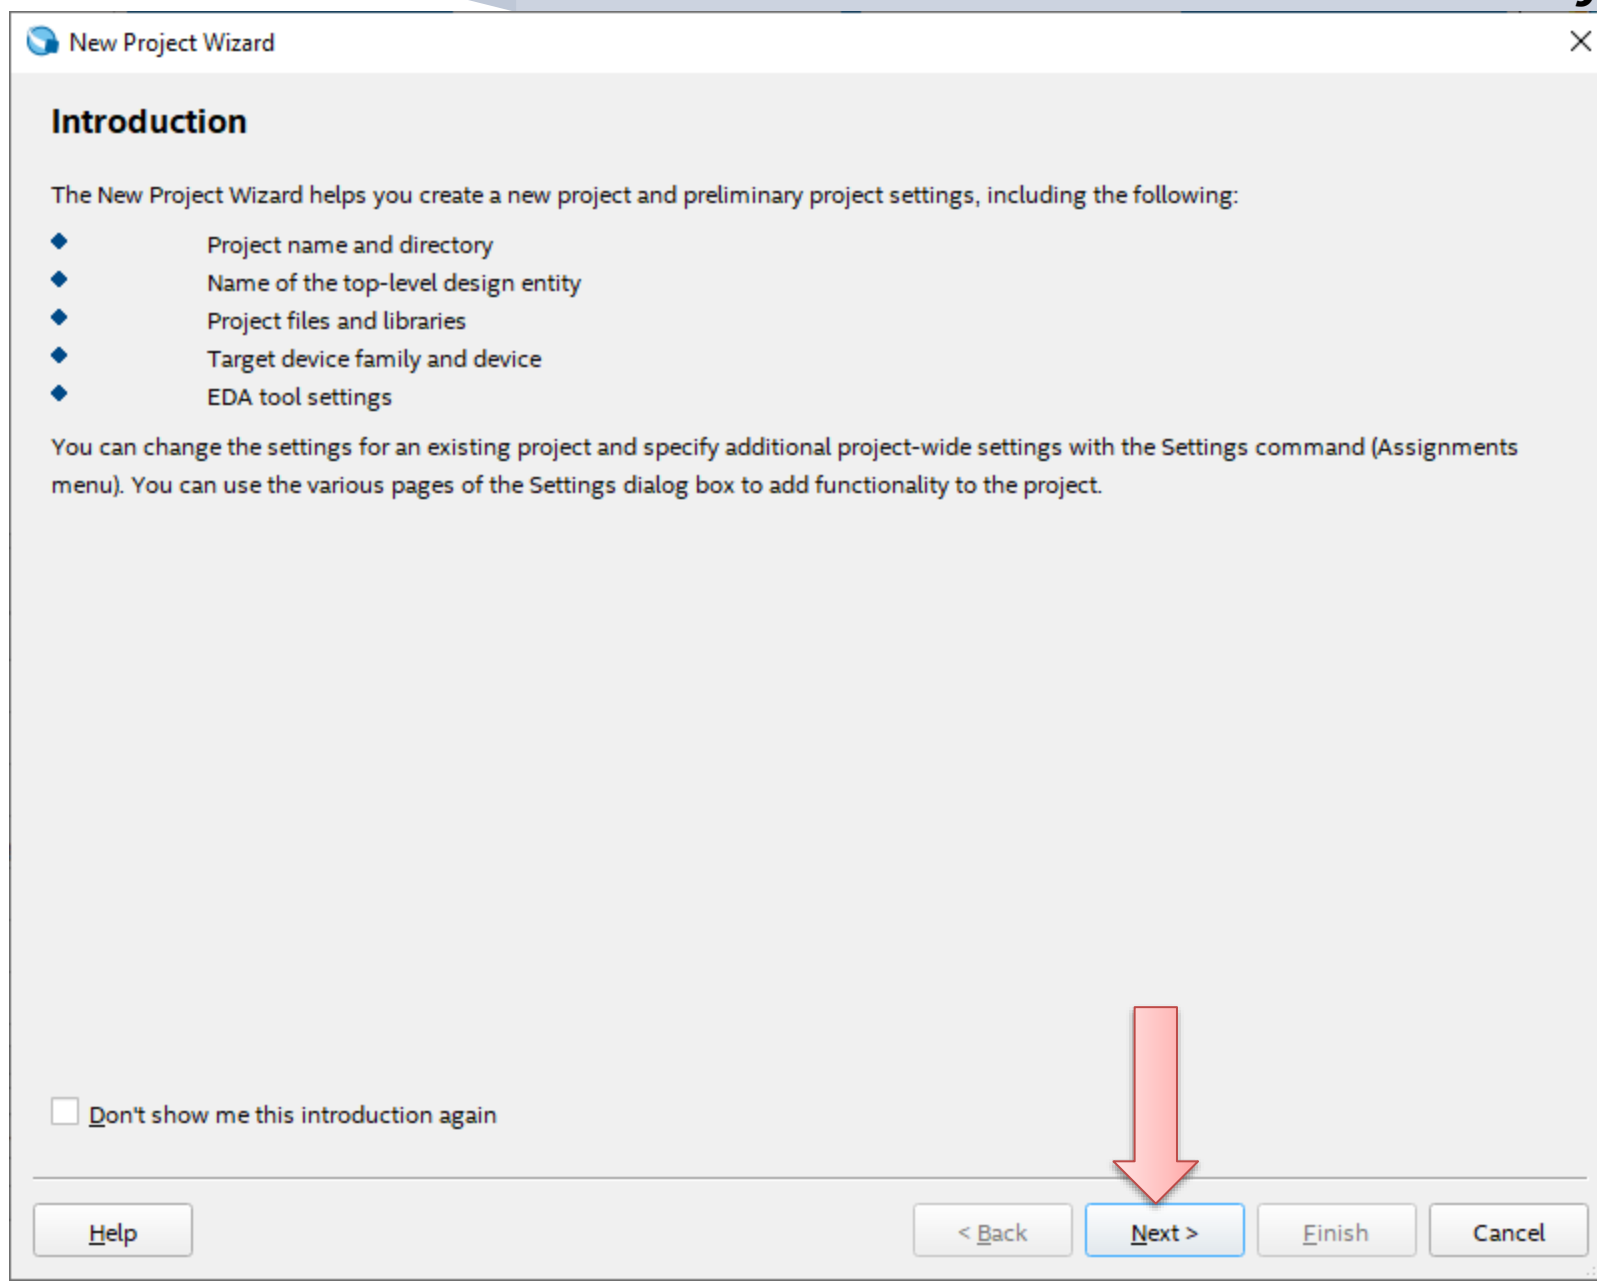 New Project Wizard
Introduction
The New Project Wizard helps you create a new project and preliminary project settings, including the following:
Project name and directory
Name of the top-level design entity
Project files and libraries
Target device family and device
EDA tool settings
You can change the settings for an existing project and specify additional project-wide settings with the Settings command (Assignments
menu). You can use the various pages of the Settings dialog box to add functionality to the project.
Don't show me this introduction again
Help
< Back
Next >
Finish
Cancel